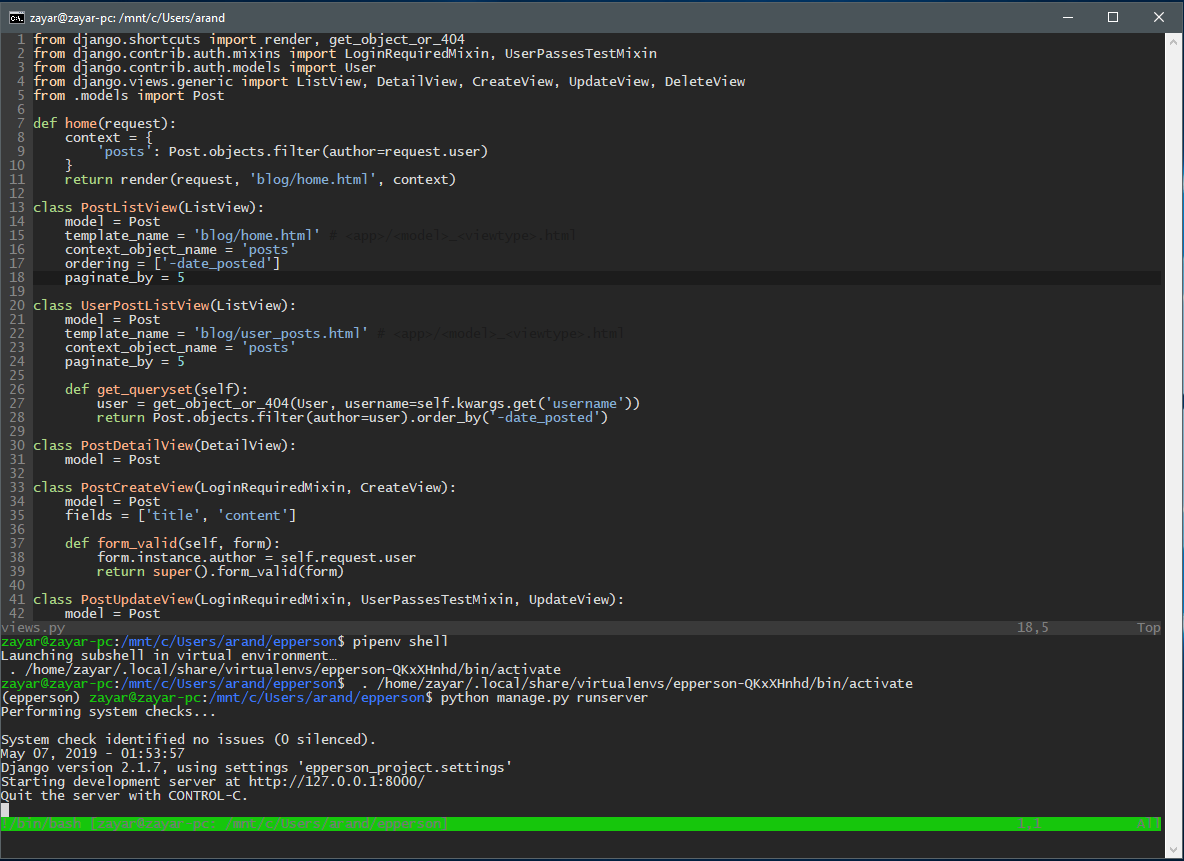 zayar@zayar-pc: /mnt/c/Users/arand
1 from django.shortcuts import render, get_object_or_404
2 from django.contrib.auth.mixins import LoginRequiredMixin, UserPassesTestMixin
3 from django.contrib.auth.models import User
4 from django.views.generic import ListView, DetailView, CreateView, UpdateView, DeleteView
5 from .models import Post
6
7 def home(request):
8     context = {
9         'posts': Post.objects.filter(author=request.user)
10     }
11     return render(request, 'blog/home.html', context)
12
13 class PostListView(ListView):
14     model = Post
15     template_name = 'blog/home.html' # <app>/<model>_<viewtype>.html
16     context_object_name = 'posts'
17     ordering = ['-date_posted']
18     paginate_by = 5
19
20 class UserPostListView(ListView):
21     model = Post
22     template_name = 'blog/user_posts.html' # <app>/<model>_<viewtype>.html
23     context_object_name = 'posts'
24     paginate_by = 5
25
26     def get_queryset(self):
27         user = get_object_or_404(User, username=self.kwargs.get('username'))
28         return Post.objects.filter(author=user).order_by('-date_posted')
29
30 class PostDetailView(DetailView):
31     model = Post
32
33 class PostCreateView(LoginRequiredMixin, CreateView):
34     model = Post
35     fields = ['title', 'content']
36
37     def form_valid(self, form):
38         form.instance.author = self.request.user
39         return super().form_valid(form)
40
41 class PostUpdateView(LoginRequiredMixin, UserPassesTestMixin, UpdateView):
42     model = Post
views.py 18,5 Top
zayar@zayar-pc:/mnt/c/Users/arand/epperson$ pipenv shell
Launching subshell in virtual environment…
 . /home/zayar/.local/share/virtualenvs/epperson-QKxXHnhd/bin/activate
zayar@zayar-pc:/mnt/c/Users/arand/epperson$  . /home/zayar/.local/share/virtualenvs/epperson-QKxXHnhd/bin/activate
(epperson) zayar@zayar-pc:/mnt/c/Users/arand/epperson$ python manage.py runserver
Performing system checks...

System check identified no issues (0 silenced).
May 07, 2019 - 01:53:57
Django version 2.1.7, using settings 'epperson_project.settings'
Starting development server at http://127.0.0.1:8000/
Quit the server with CONTROL-C.